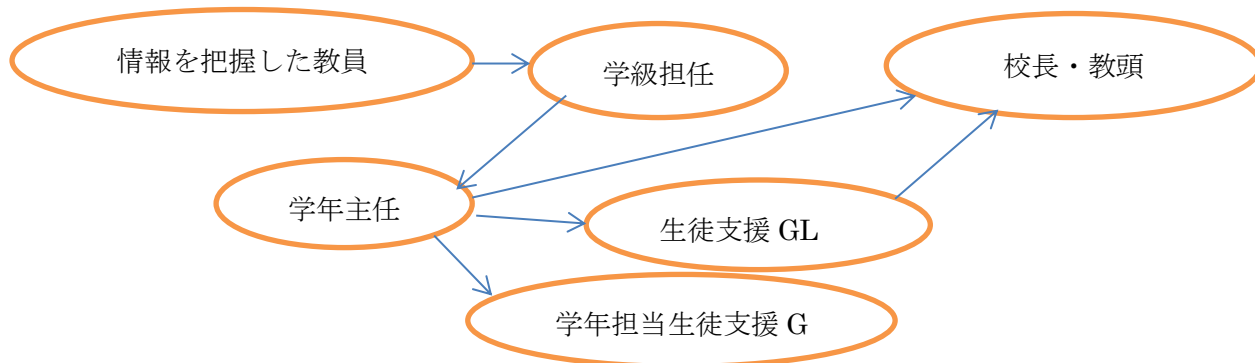 情報を把握した教員
学級担任
校長・教頭
学年主任
生徒支援 GL
学年担当生徒支援 G